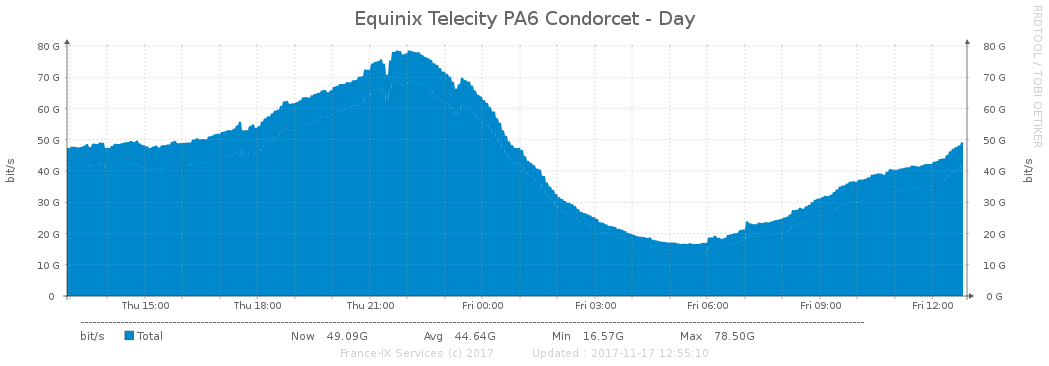 Equinix Telecity PA6 Condorcet - Day
RRDTOOL / TOBI OETIKER
80 G 80 G
70 G 70 G
60 G 60 G
50 G 50 G
40 G 40 G
30 G 30 G
20 G 20 G
10 G 10 G
0 0 G
bit/s bit/s
Thu 15:00 Thu 18:00 Thu 21:00 Fri 00:00 Fri 03:00 Fri 06:00 Fri 09:00 Fri 12:00
bit/s Total Now 49.09G Avg 44.64G Min 16.57G Max 78.50G
France-IX Services (c) 2017 Updated : 2017-11-17 12:55:10